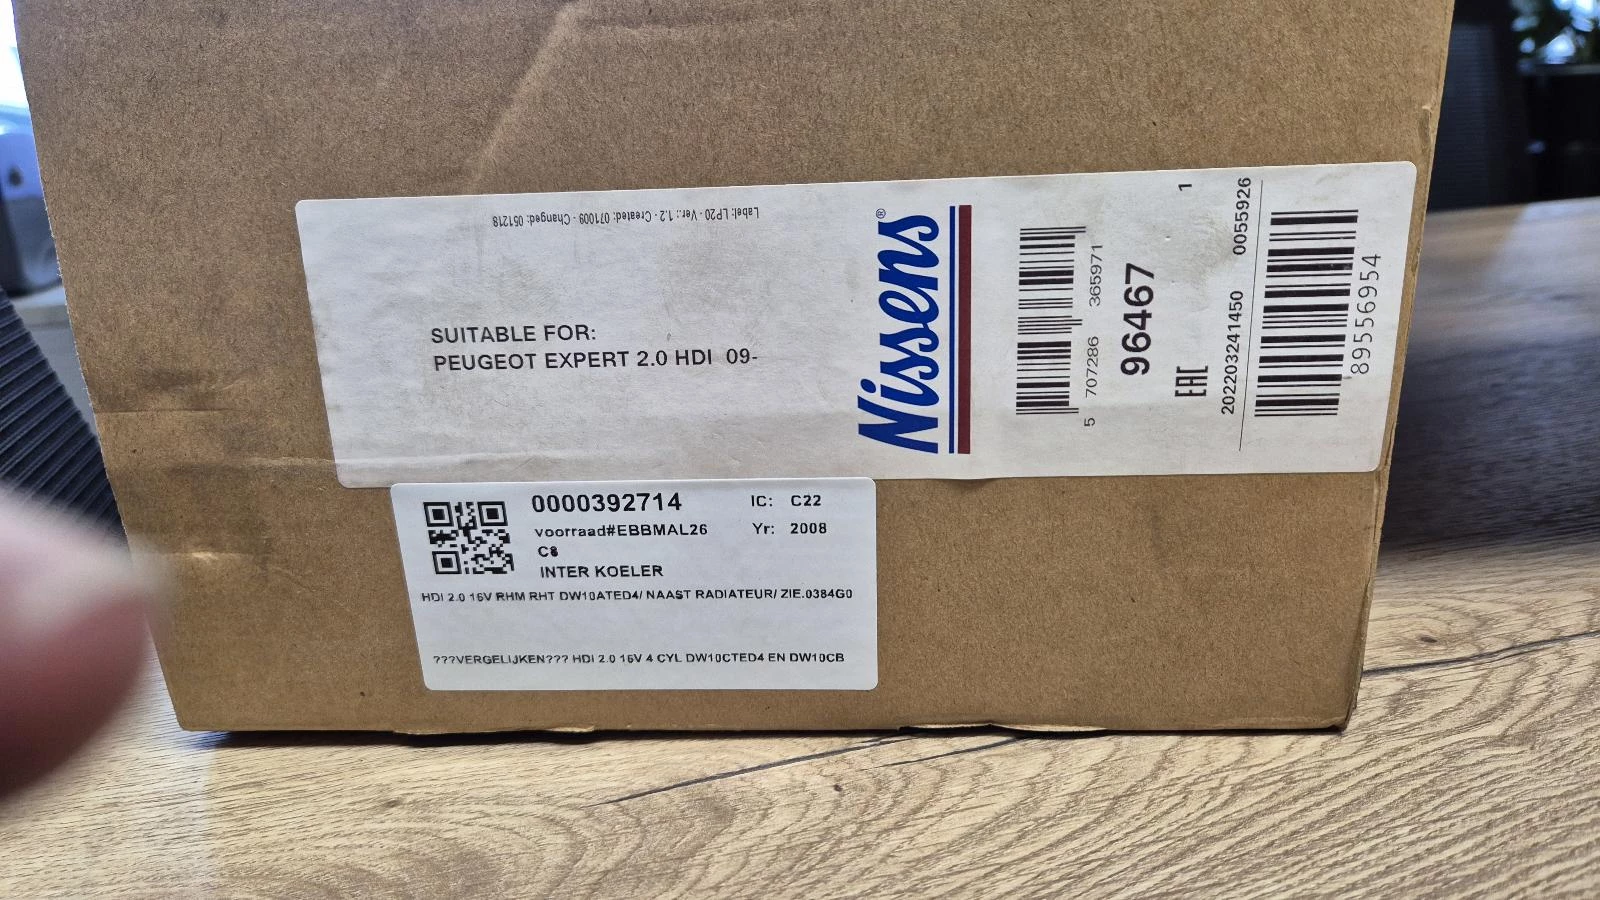 Label: LP20 - Ver.: 1.2 - Created: 071009 - Changed: 051218
SUITABLE FOR:
PEUGEOT EXPERT 2.0 HDI 09-
Nissens®
5 707286 365971
96467
1
EAC
202203241450 0055926
89556954
0000392714
IC: C22
voorraad#EBBMAL26
Yr: 2008
C8
INTER KOELER
HDI 2.0 16V RHM RHT DW10ATED4/ NAAST RADIATEUR/ ZIE.0384G0
???VERGELIJKEN??? HDI 2.0 16V 4 CYL DW10CTED4 EN DW10CB